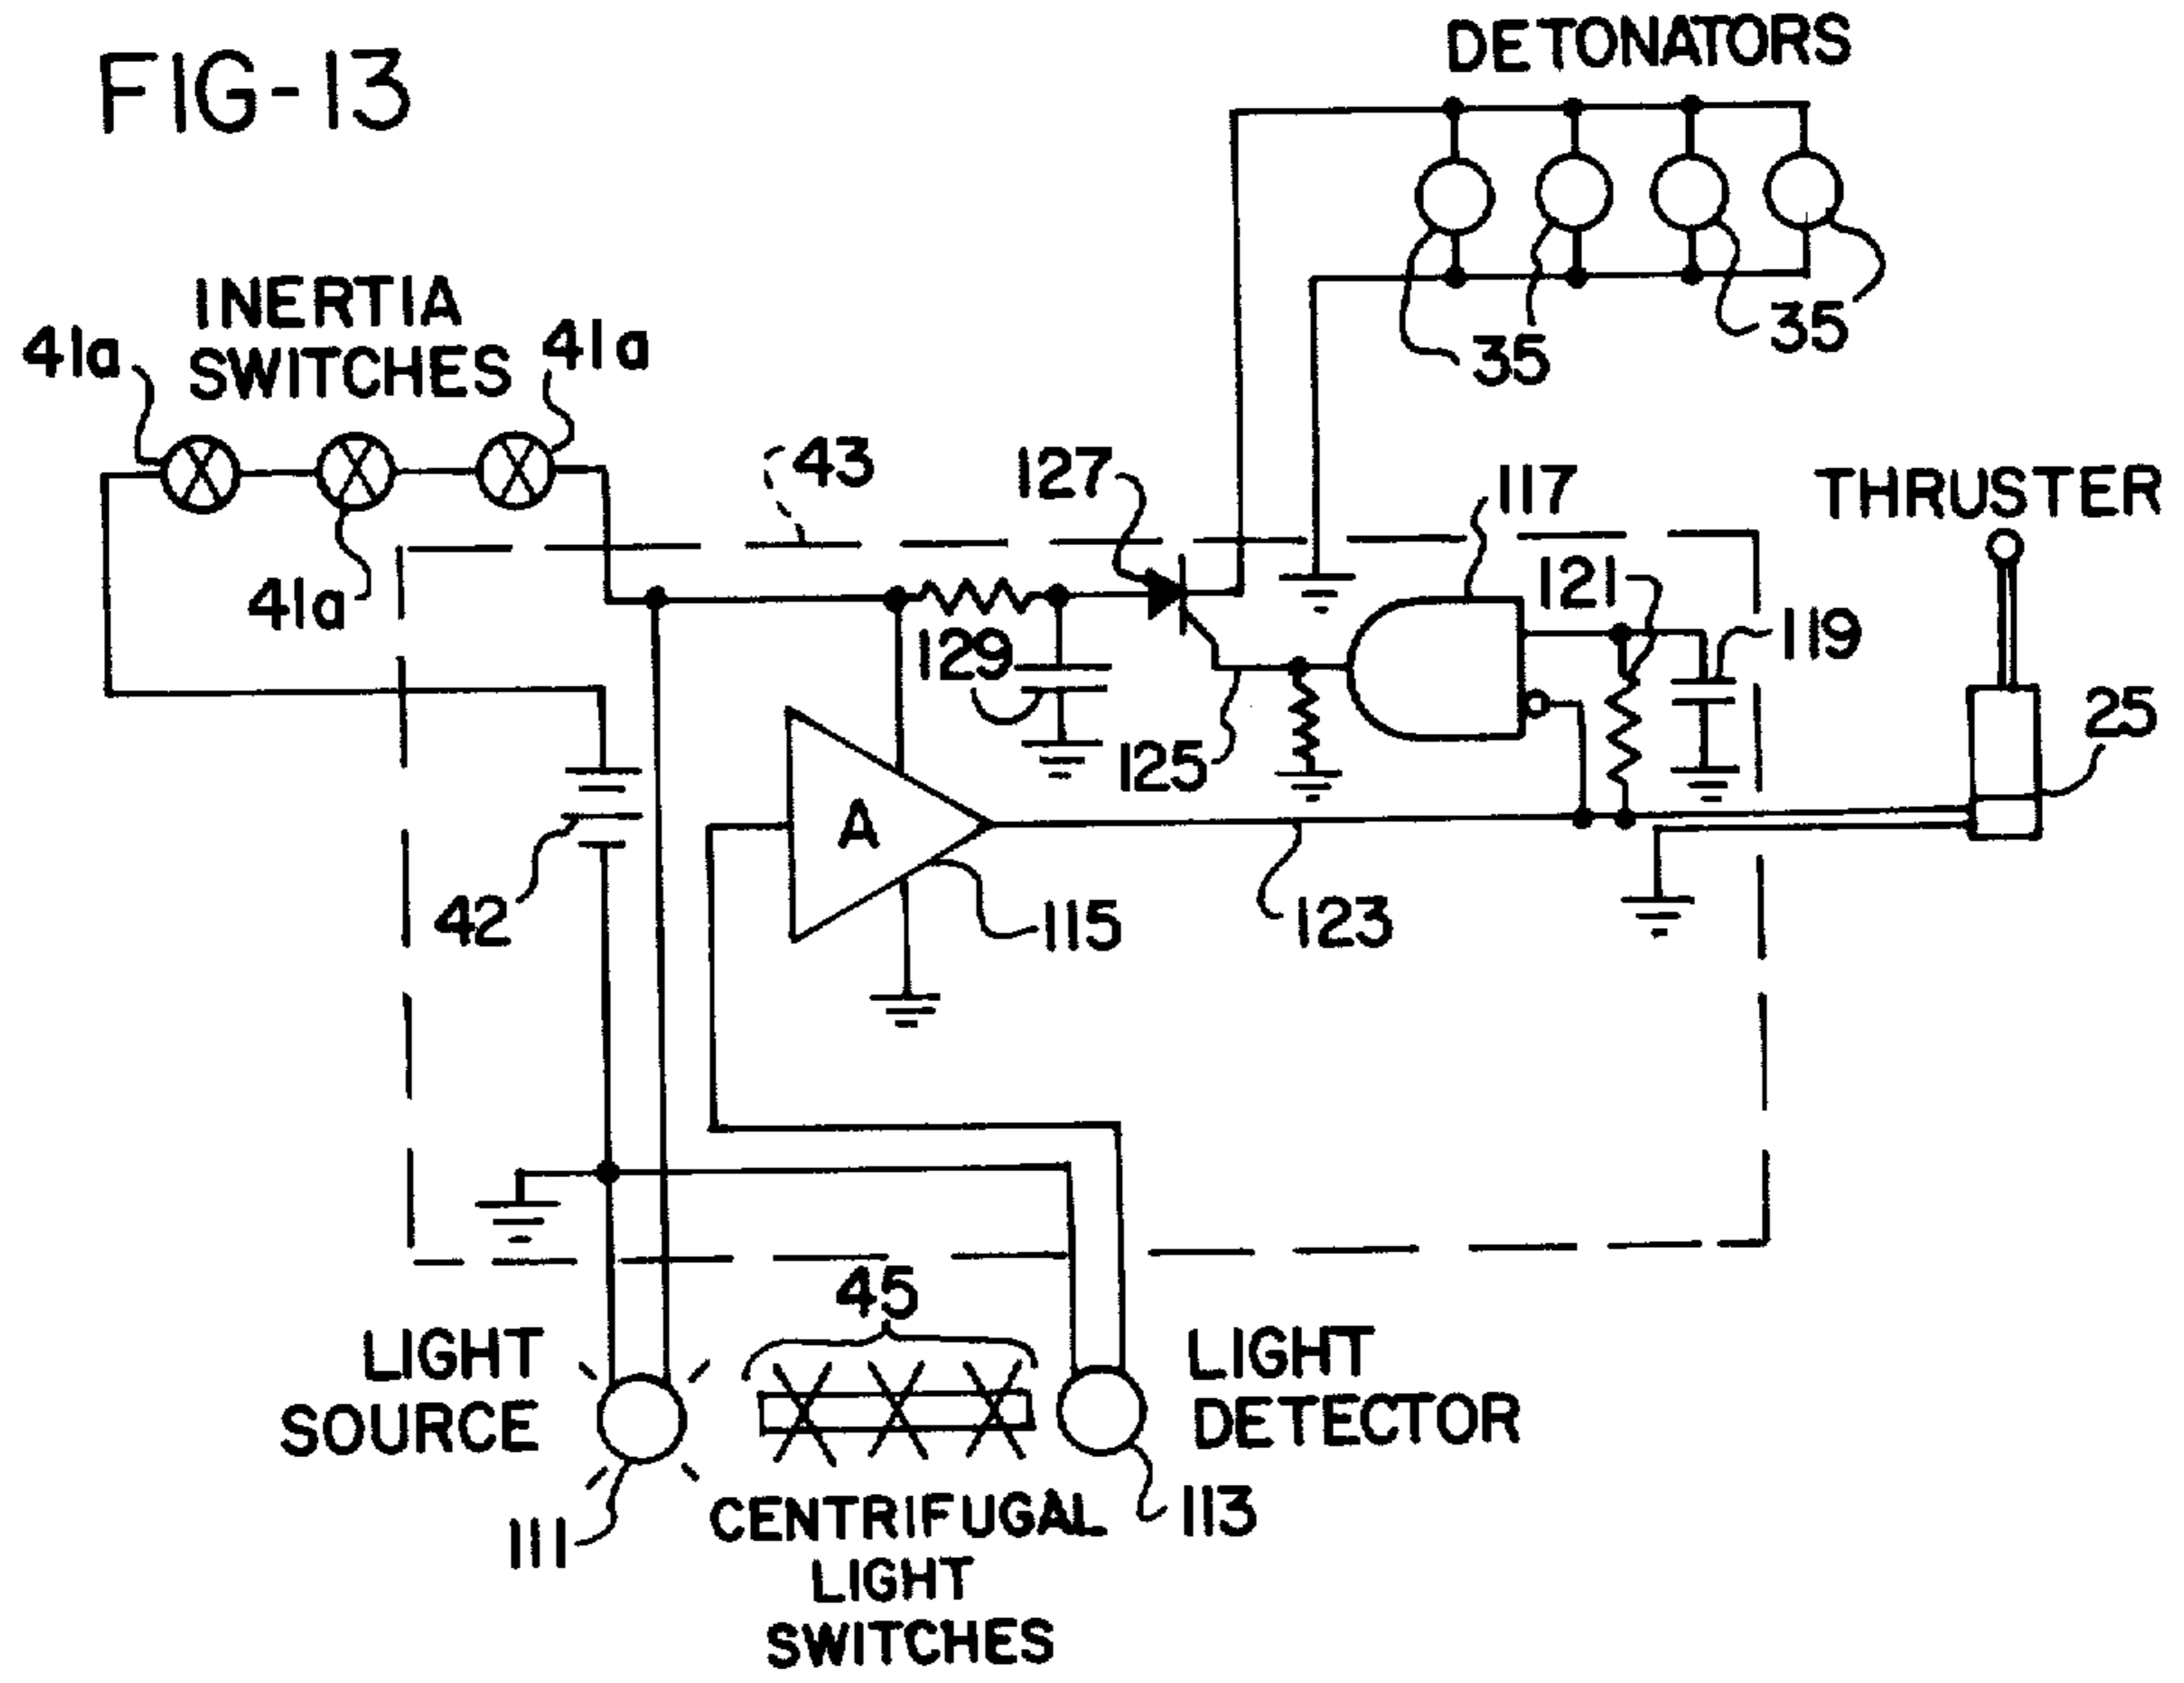 FIG-13
DETONATORS
35
35
INERTIA
SWITCHES
41a
41a
41a
43
127
117
THRUSTER
121
119
129
125
25
A
42
115
123
45
LIGHT
SOURCE
LIGHT
DETECTOR
111
113
CENTRIFUGAL
LIGHT
SWITCHES